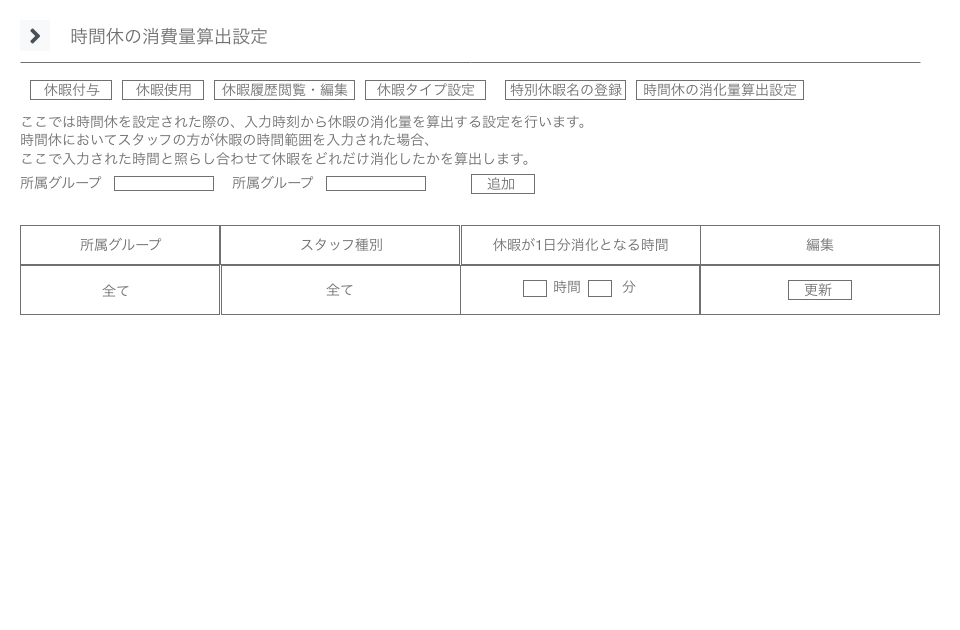 時間休の消費量算出設定
休暇付与 休暇使用 休暇履歴閲覧・編集 休暇タイプ設定 特別休暇名の登録 時間休の消化量算出設定
ここでは時間休を設定された際の、入力時刻から休暇の消化量を算出する設定を行います。
時間休においてスタッフの方が休暇の時間範囲を入力された場合、
ここで入力された時間と照らし合わせて休暇をどれだけ消化したかを算出します。
所属グループ 所属グループ 追加
所属グループ スタッフ種別 休暇が1日分消化となる時間 編集
全て 全て 時間 分 更新